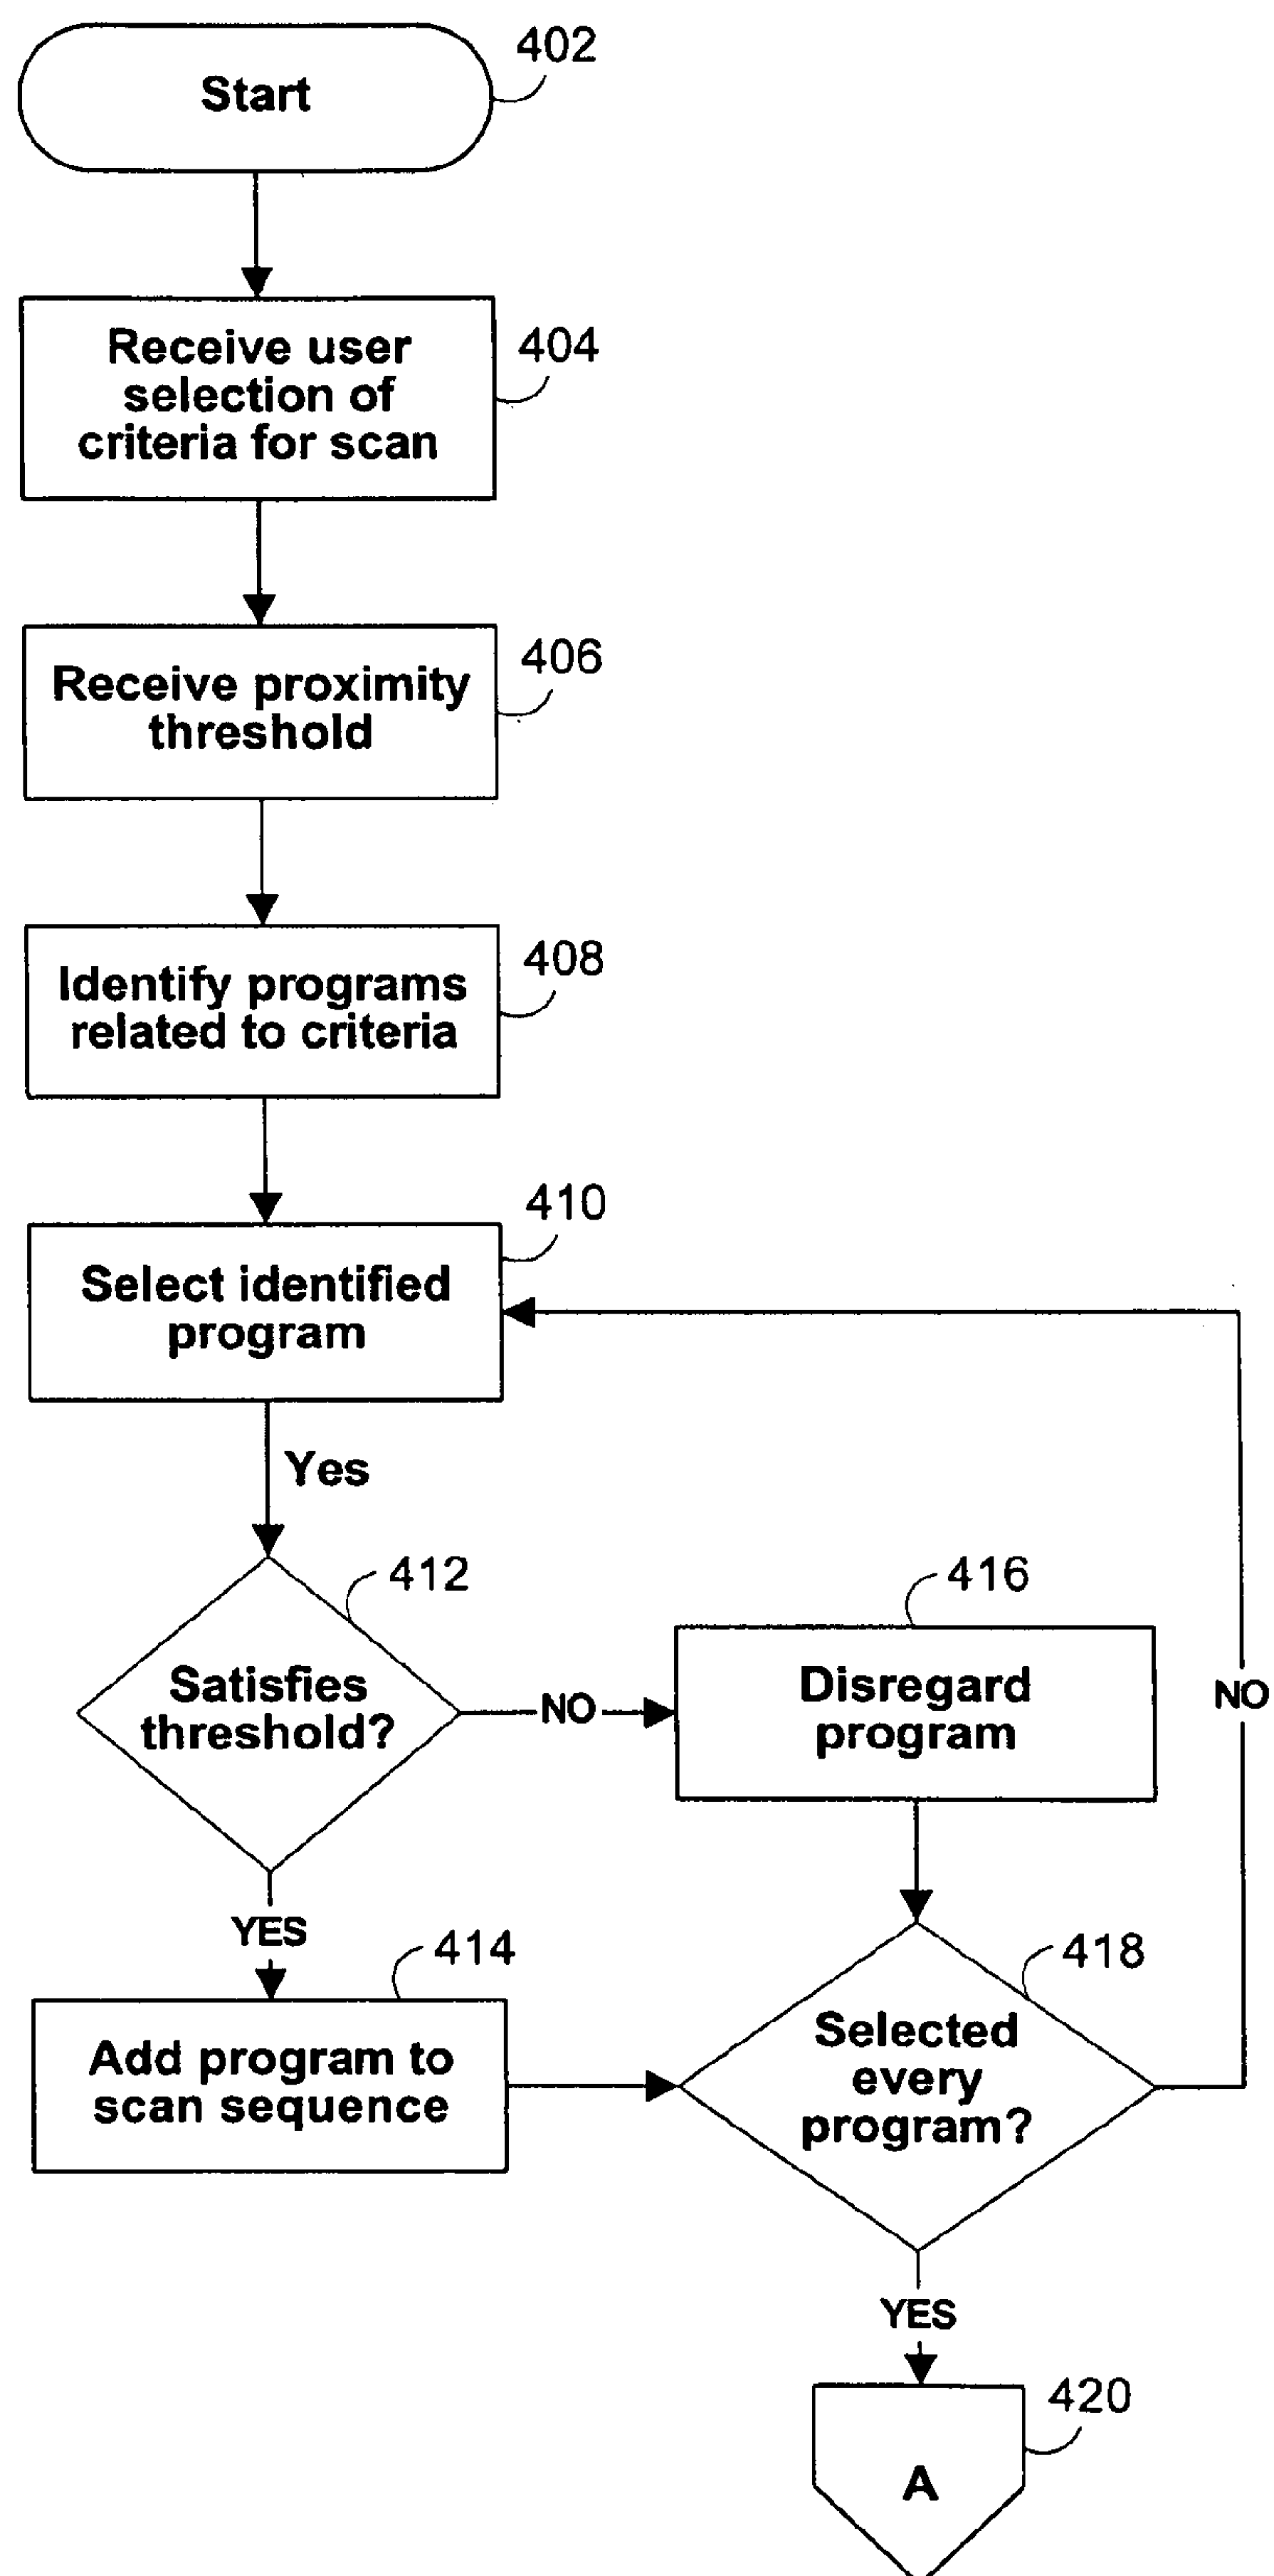 Start
402
Receive user
selection of
criteria for scan
404
Receive proximity
threshold
406
Identify programs
related to criteria
408
Select identified
program
410
Yes
Satisfies
threshold?
412
NO
Disregard
program
416
NO
YES
Add program to
scan sequence
414
Selected
every
program?
418
YES
A
420